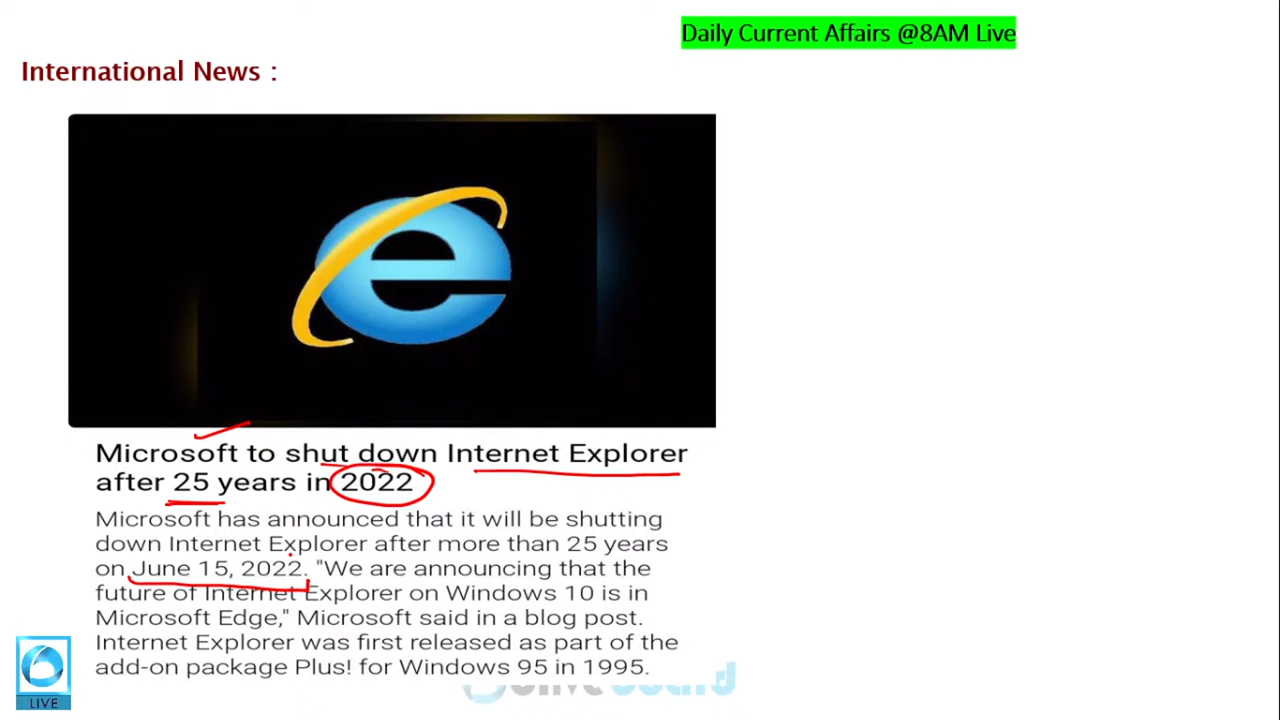 Daily Current Affairs @8AM Live
International News :
Microsoft to shut down Internet Explorer
after 25 years in 2022
Microsoft has announced that it will be shutting
down Internet Explorer after more than 25 years
on June 15, 2022. "We are announcing that the
future of Internet Explorer on Windows 10 is in
Microsoft Edge," Microsoft said in a blog post.
Internet Explorer was first released as part of the
add-on package Plus! for Windows 95 in 1995.
LIVE